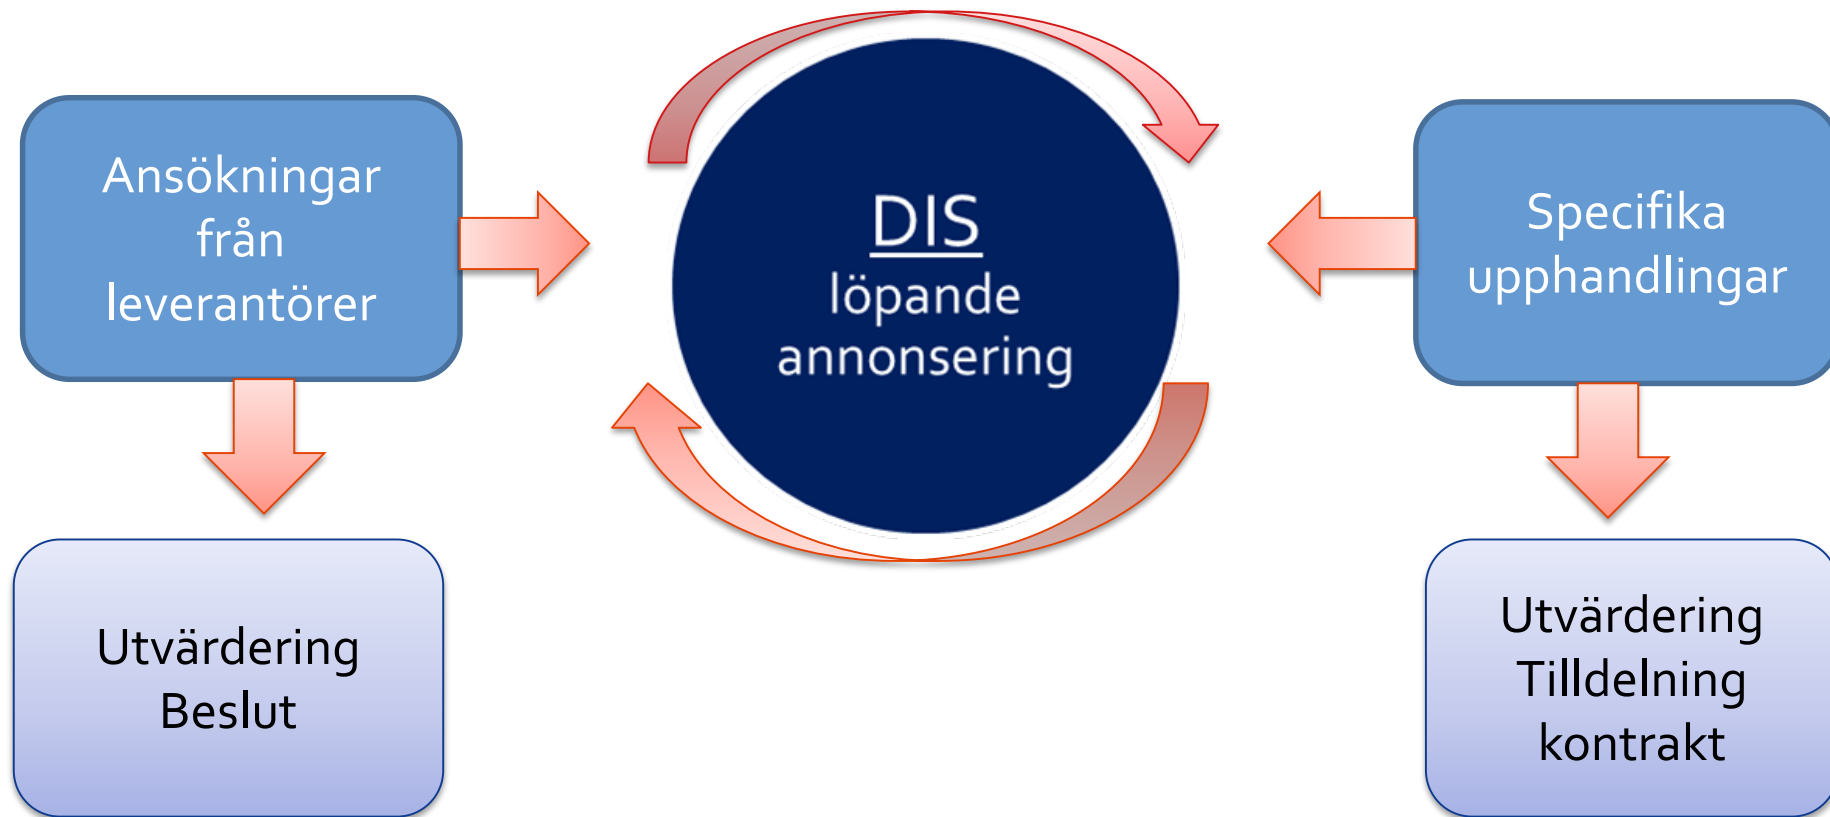 Ansökningar
från
leverantörer
DIS
löpande
annonsering
Specifika
upphandlingar
Utvärdering
Beslut
Utvärdering
Tilldelning
kontrakt